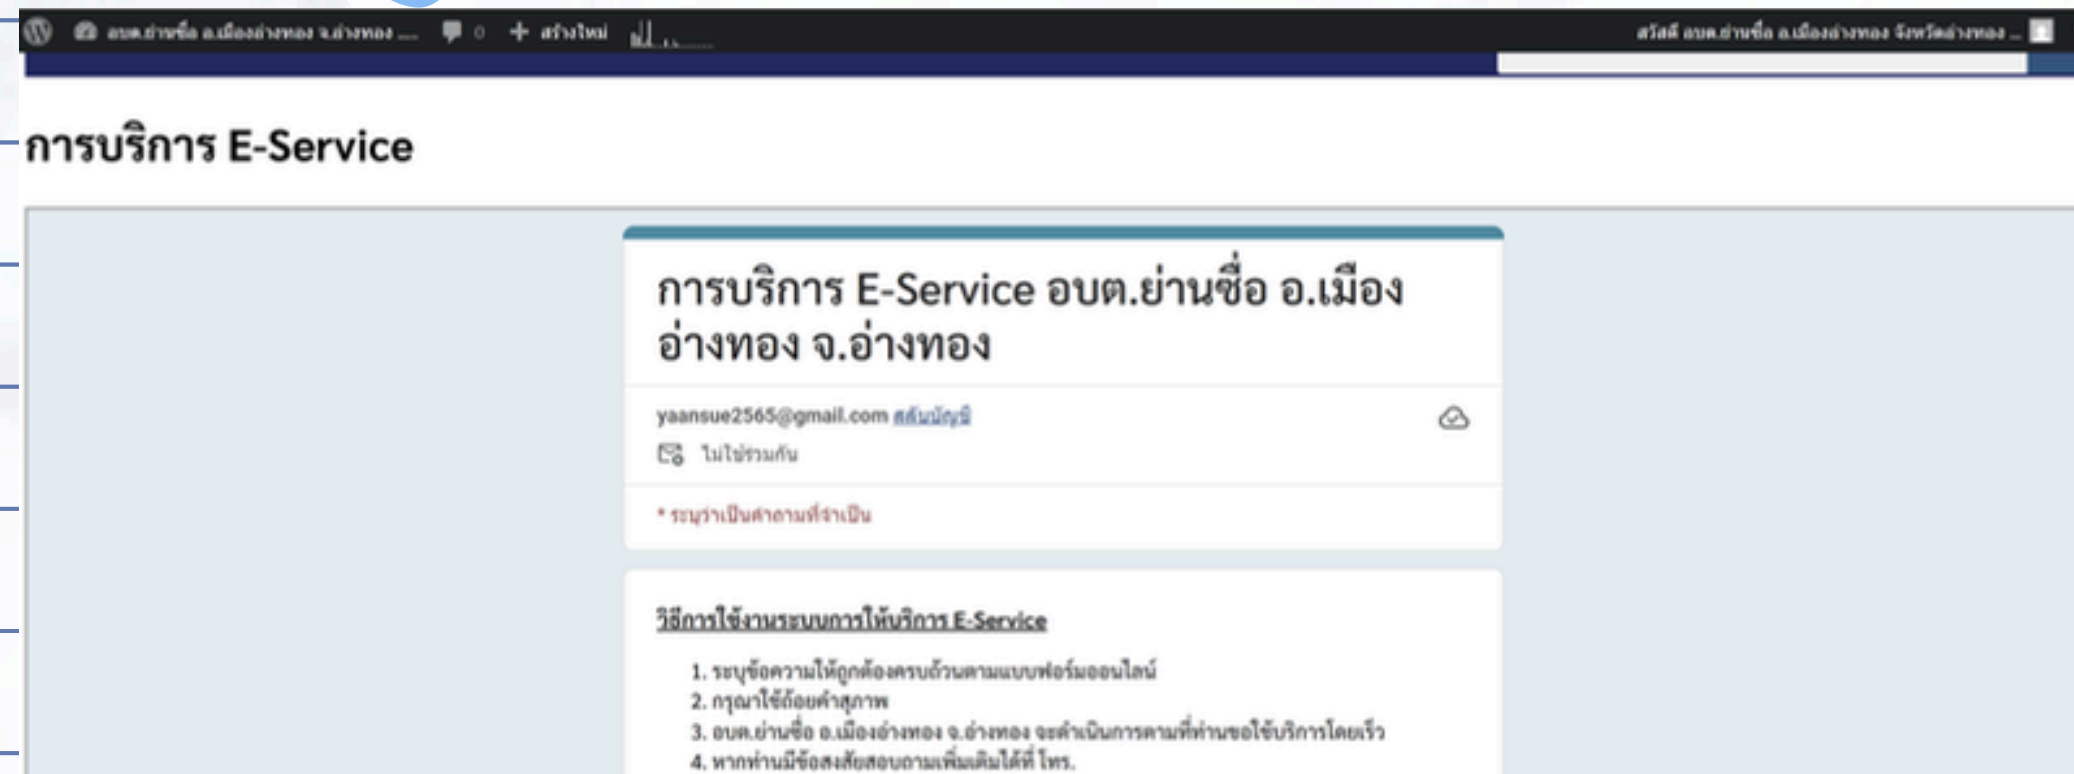 อบต.ย่านซื่อ อ.เมืองอ่างทอง จ.อ่างทอง .... 0 + สร้างใหม่ สวัสดี อบต.ย่านซื่อ อ.เมืองอ่างทอง จังหวัดอ่างทอง ...
การบริการ E-Service
การบริการ E-Service อบต.ย่านซื่อ อ.เมือง
อ่างทอง จ.อ่างทอง
yaansue2565@gmail.com สลับบัญชี
ไม่ใช่ร่วมกัน
* ระบุว่าเป็นคำถามที่จำเป็น
วิธีการใช้งานระบบการให้บริการ E-Service
1. ระบุข้อความให้ถูกต้องครบถ้วนตามแบบฟอร์มออนไลน์
2. กรุณาใช้ถ้อยคำสุภาพ
3. อบต.ย่านซื่อ อ.เมืองอ่างทอง จ.อ่างทอง จะดำเนินการตามที่ท่านขอใช้บริการโดยเร็ว
4. หากท่านมีข้อสงสัยสอบถามเพิ่มเติมได้ที่ โทร.